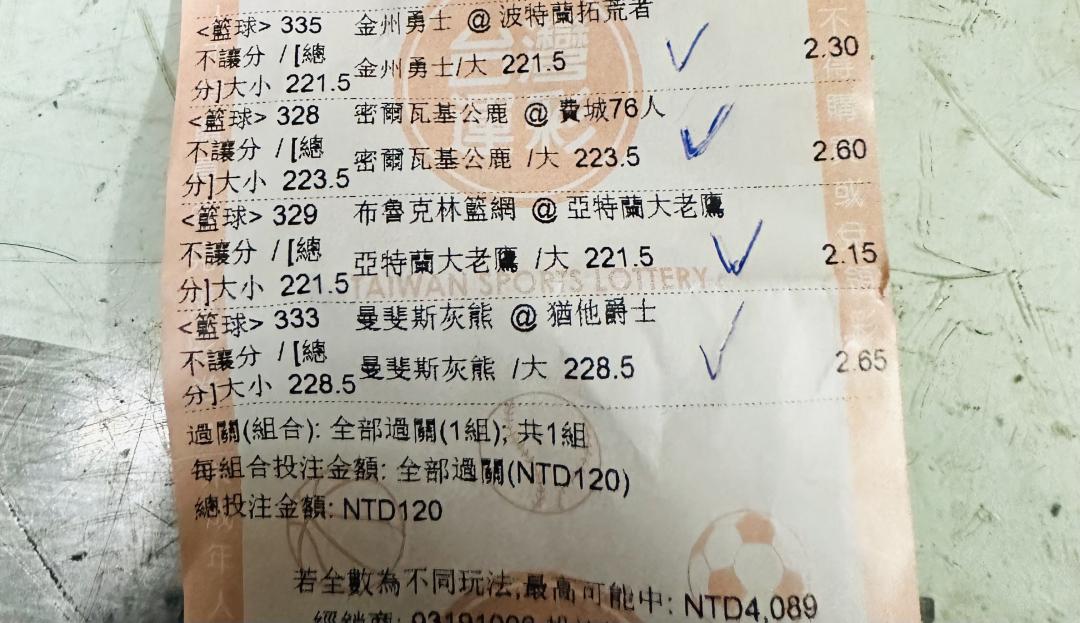 <籃球> 335 金州勇士 @ 波特蘭拓荒者
不讓分 / [總
分]大小 221.5 金州勇士/大 221.5 2.30
<籃球> 328 密爾瓦基公鹿 @ 費城76人
不讓分 / [總
分]大小 223.5 密爾瓦基公鹿 /大 223.5 2.60
<籃球> 329 布魯克林籃網 @ 亞特蘭大老鷹
不讓分 / [總
分]大小 221.5 亞特蘭大老鷹 /大 221.5 2.15
TAIWAN SPORTS LOTTERY
<籃球> 333 曼斐斯灰熊 @ 猶他爵士
不讓分 / [總
分]大小 228.5 曼斐斯灰熊 /大 228.5 2.65
過關(組合): 全部過關(1組); 共1組
每組合投注金額: 全部過關(NTD120)
總投注金額: NTD120
若全數為不同玩法,最高可能中: NTD4,089
台灣
運彩